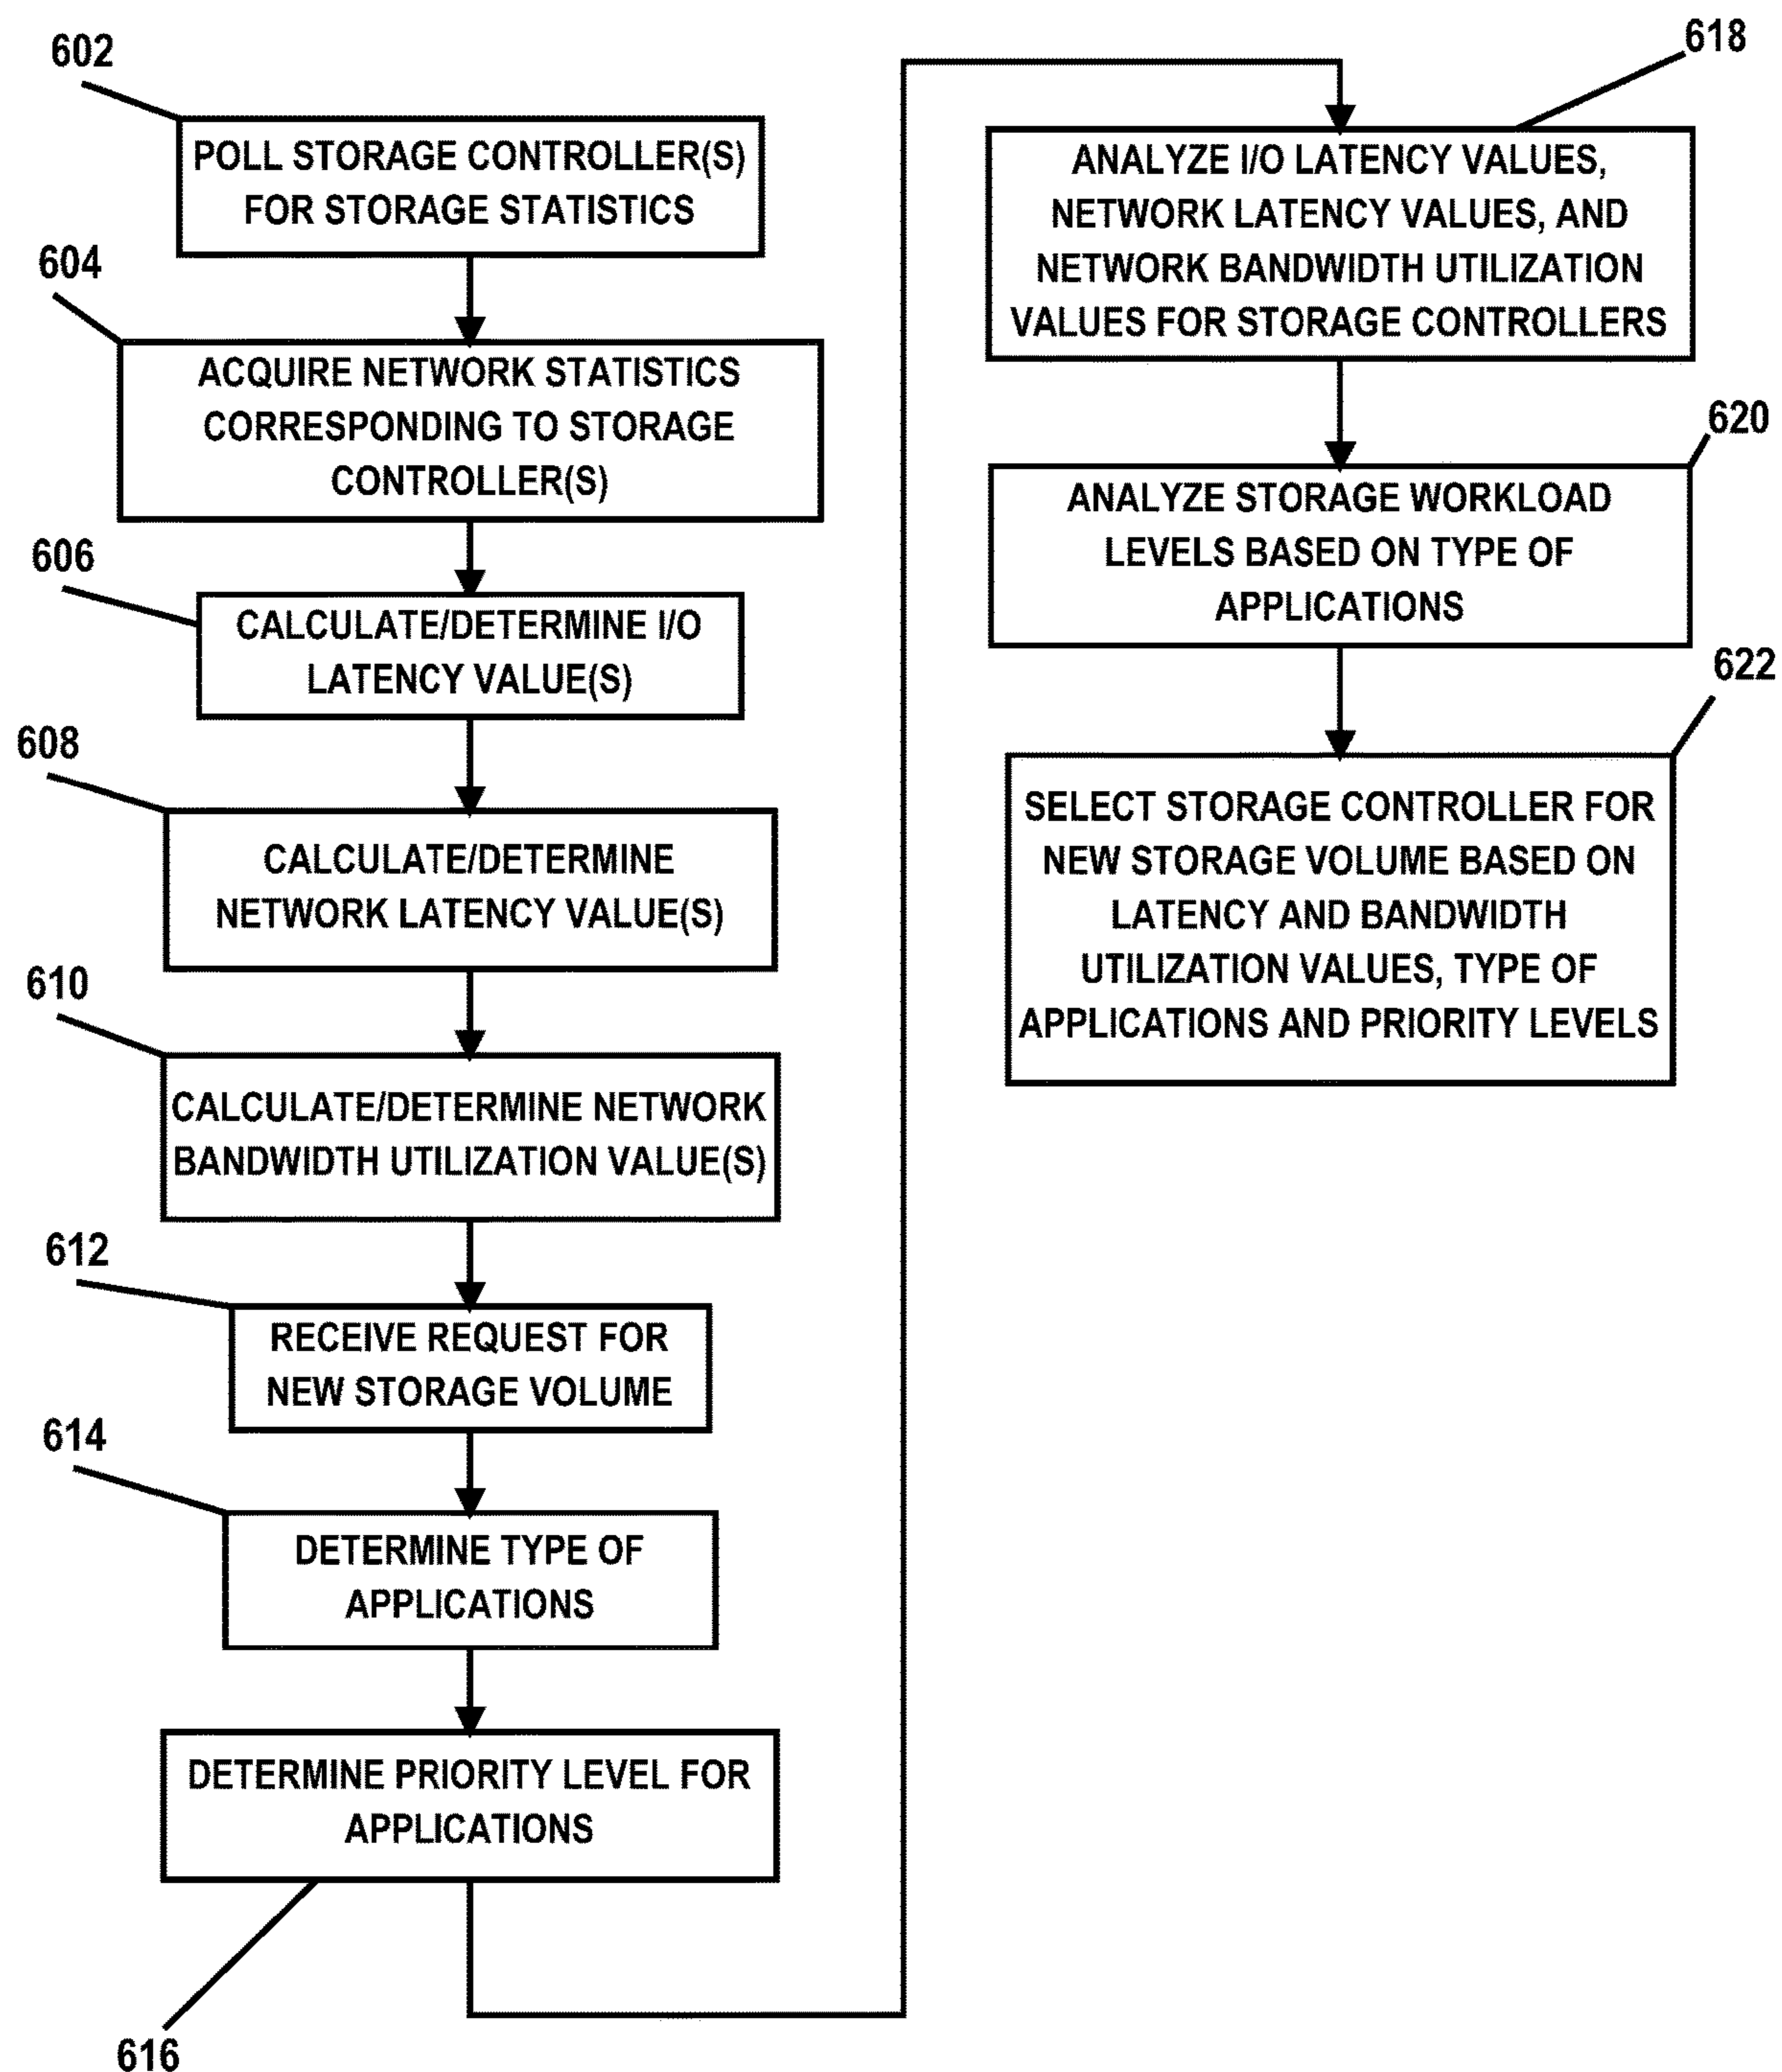 602
POLL STORAGE CONTROLLER(S)
FOR STORAGE STATISTICS
604
ACQUIRE NETWORK STATISTICS
CORRESPONDING TO STORAGE
CONTROLLER(S)
606
CALCULATE/DETERMINE I/O
LATENCY VALUE(S)
608
CALCULATE/DETERMINE
NETWORK LATENCY VALUE(S)
610
CALCULATE/DETERMINE NETWORK
BANDWIDTH UTILIZATION VALUE(S)
612
RECEIVE REQUEST FOR
NEW STORAGE VOLUME
614
DETERMINE TYPE OF
APPLICATIONS
DETERMINE PRIORITY LEVEL FOR
APPLICATIONS
616
618
ANALYZE I/O LATENCY VALUES,
NETWORK LATENCY VALUES, AND
NETWORK BANDWIDTH UTILIZATION
VALUES FOR STORAGE CONTROLLERS
620
ANALYZE STORAGE WORKLOAD
LEVELS BASED ON TYPE OF
APPLICATIONS
622
SELECT STORAGE CONTROLLER FOR
NEW STORAGE VOLUME BASED ON
LATENCY AND BANDWIDTH
UTILIZATION VALUES, TYPE OF
APPLICATIONS AND PRIORITY LEVELS